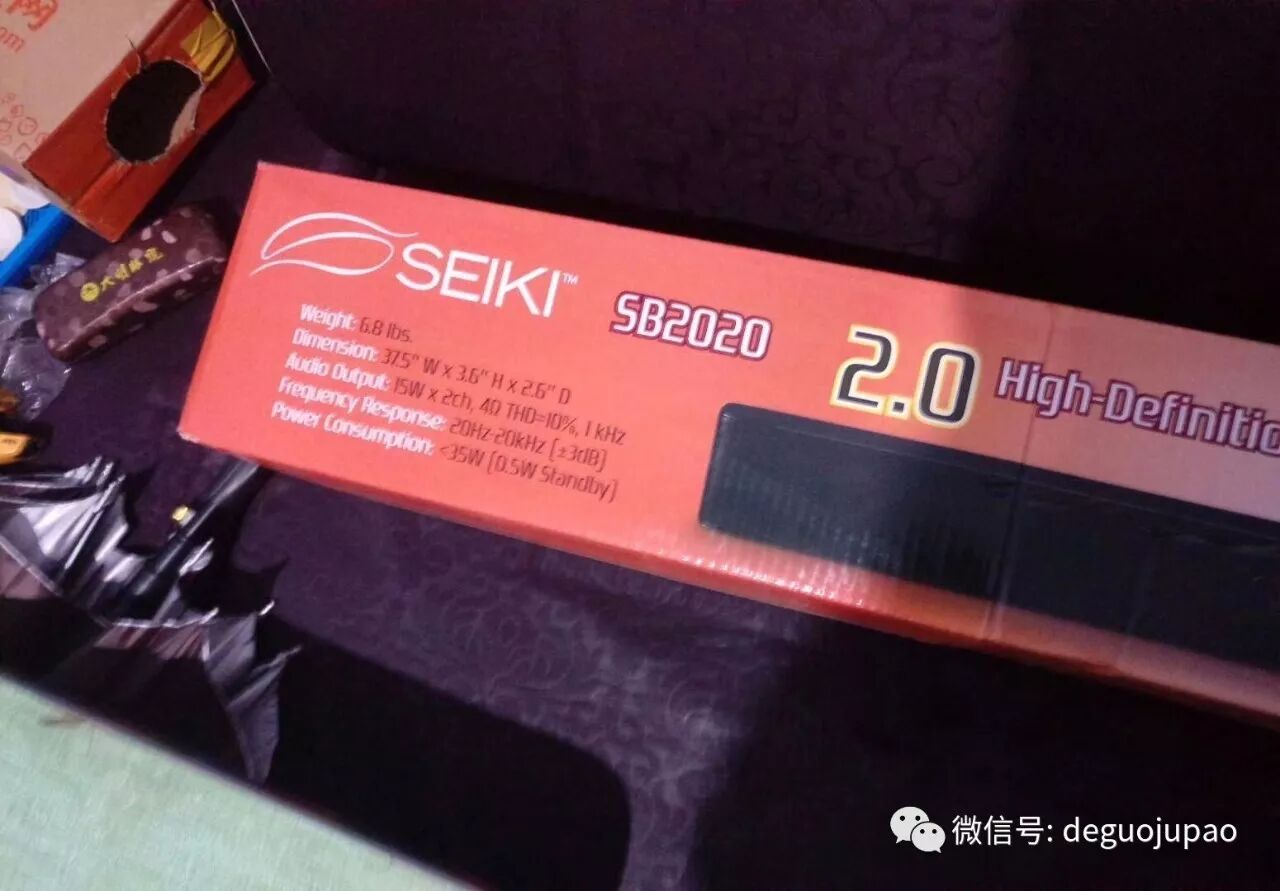 SEIKI™
SB2020
2.0
High-Definitio
Weight: 6.8 lbs.
Dimension: 37.5" W x 3.6" H x 2.6" D
Audio Output: 15W x 2ch, 4Ω THD=10%, 1 kHz
Frequency Response: 20Hz-20kHz (±3dB)
Power Consumption: <35W (0.5W Standby)
微信号: deguojupao